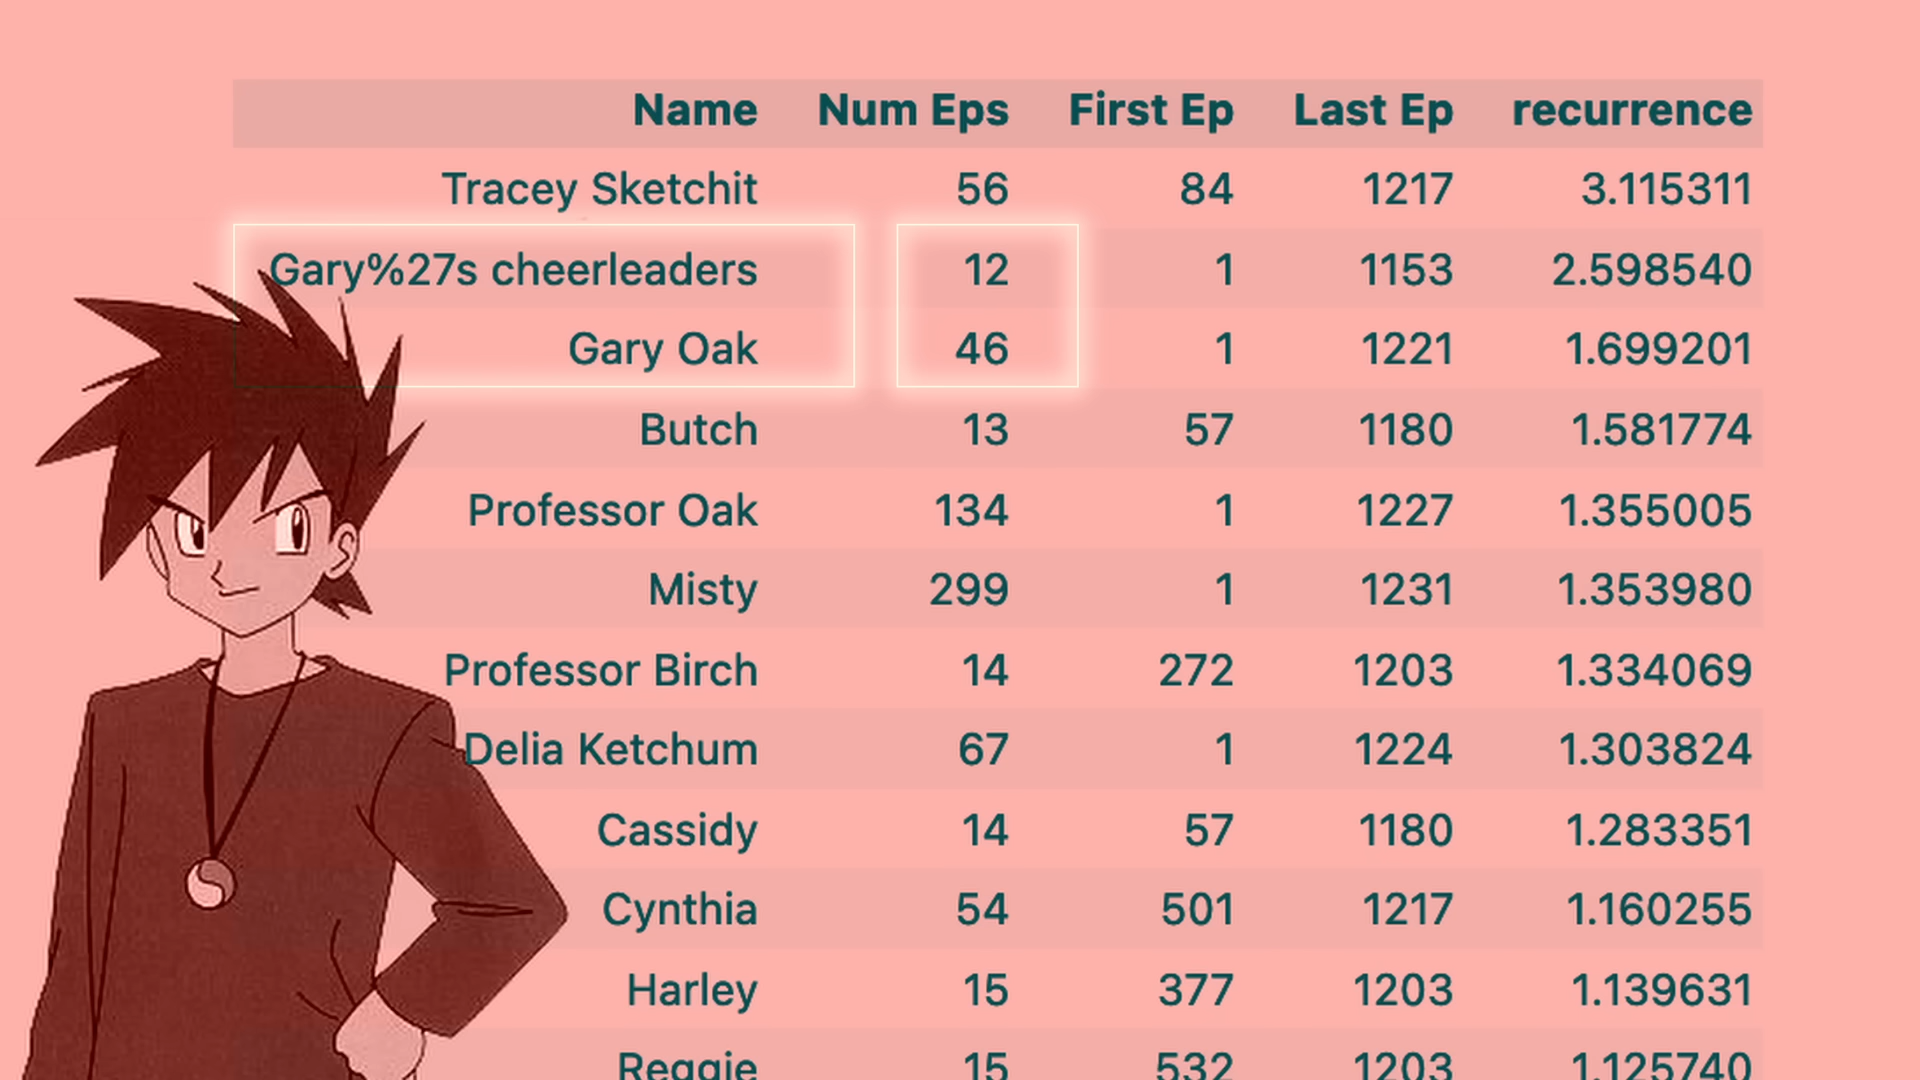 Name Num Eps First Ep Last Ep recurrence
Tracey Sketchit 56 84 1217 3.115311
Gary%27s cheerleaders 12 1 1153 2.598540
Gary Oak 46 1 1221 1.699201
Butch 13 57 1180 1.581774
Professor Oak 134 1 1227 1.355005
Misty 299 1 1231 1.353980
Professor Birch 14 272 1203 1.334069
Delia Ketchum 67 1 1224 1.303824
Cassidy 14 57 1180 1.283351
Cynthia 54 501 1217 1.160255
Harley 15 377 1203 1.139631
Reggie 15 532 1203 1.125740